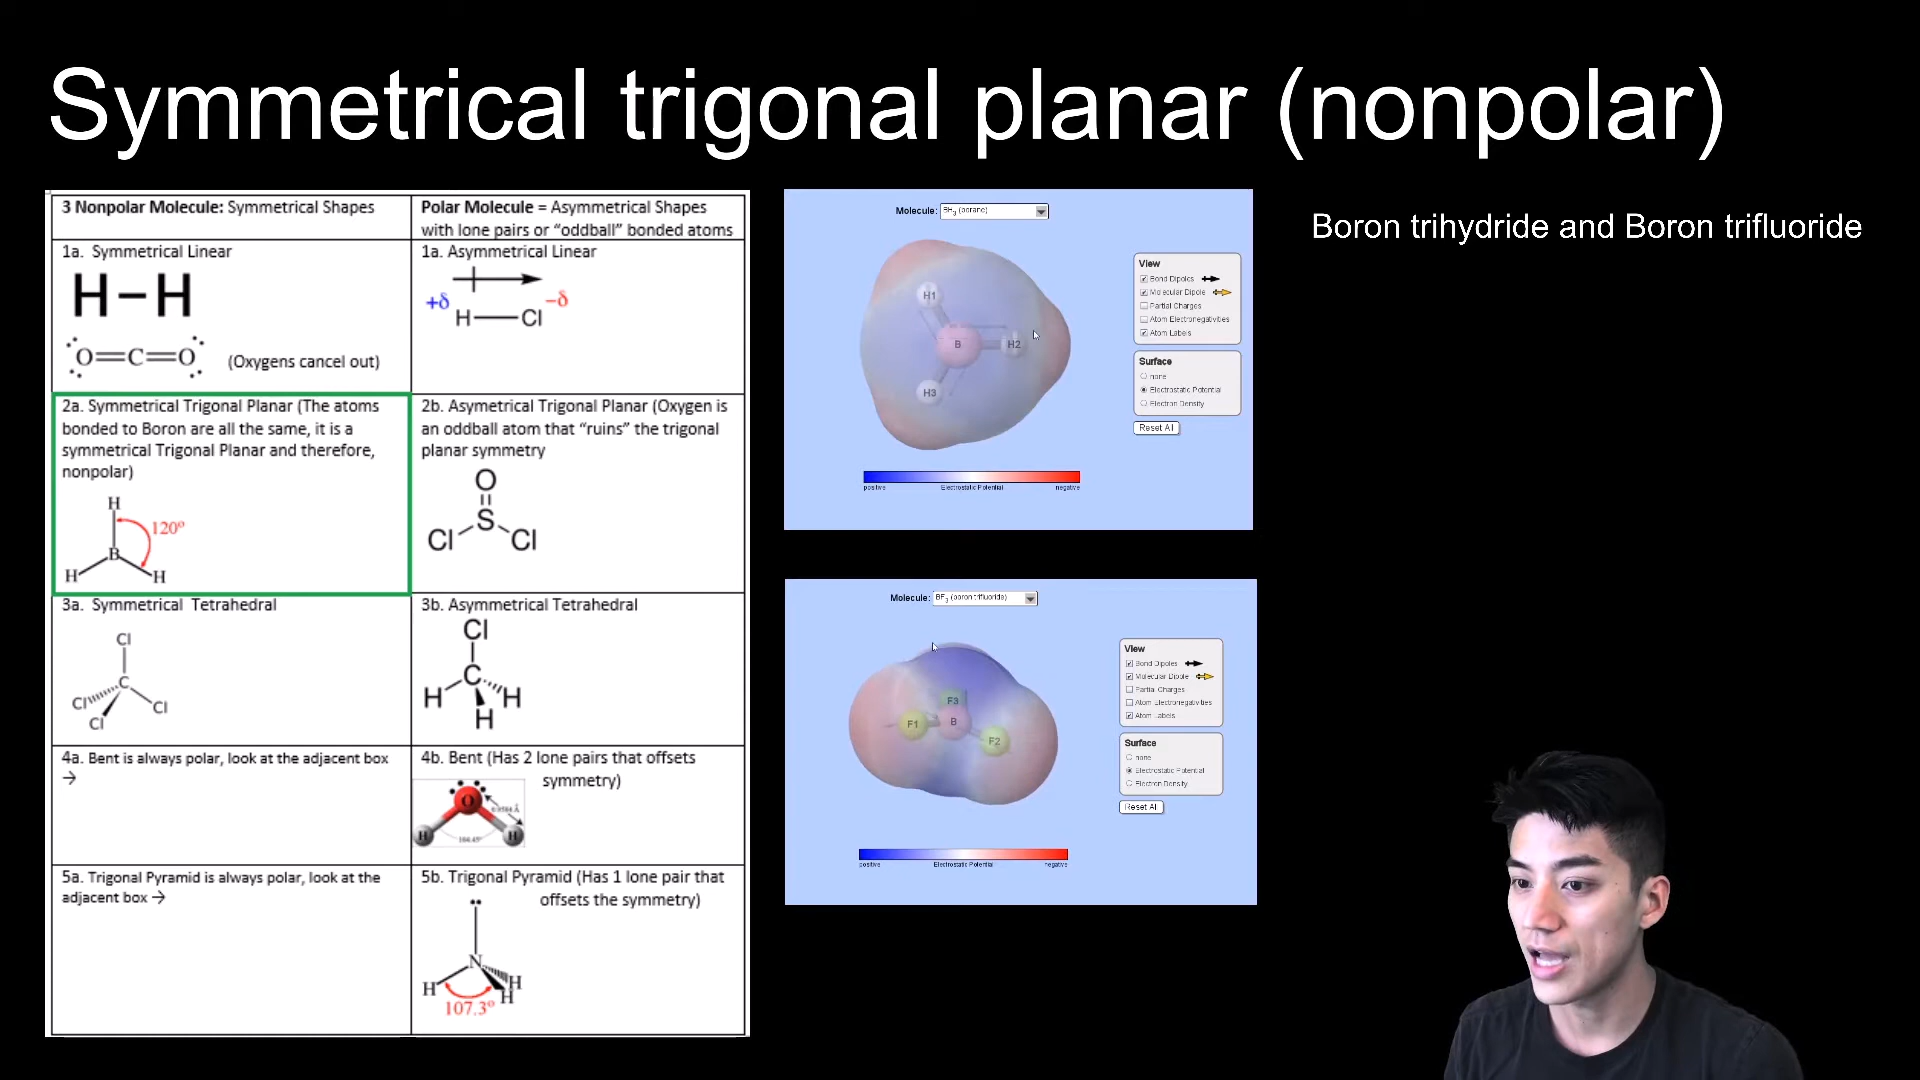 Symmetrical trigonal planar (nonpolar)
3 Nonpolar Molecule: Symmetrical Shapes
Polar Molecule = Asymmetrical Shapes
with lone pairs or “oddball” bonded atoms
1a. Symmetrical Linear
H–H
O=C=O
(Oxygens cancel out)
1a. Asymmetrical Linear
+δ
-δ
H—Cl
2a. Symmetrical Trigonal Planar (The atoms
bonded to Boron are all the same, it is a
symmetrical Trigonal Planar and therefore,
nonpolar)
H
120º
B
H
H
2b. Asymetrical Trigonal Planar (Oxygen is
an oddball atom that “ruins” the trigonal
planar symmetry
O
S
Cl
Cl
3a. Symmetrical Tetrahedral
Cl
C
Cl
Cl
Cl
3b. Asymmetrical Tetrahedral
Cl
C
H
H
H
4a. Bent is always polar, look at the adjacent box
→
4b. Bent (Has 2 lone pairs that offsets
symmetry)
O
H
H
5a. Trigonal Pyramid is always polar, look at the
adjacent box →
5b. Trigonal Pyramid (Has 1 lone pair that
offsets the symmetry)
N
H
H
H
107.3º
Molecule: BH3 (borane)
H1
B
H2
H3
View
Bond Dipoles
Molecular Dipole
Partial Charges
Atom Electronegativities
Atom Labels
Surface
none
Electrostatic Potential
Electron Density
Reset All
positive
Electrostatic Potential
negative
Molecule: BF3 (boron trifluoride)
F3
F1
B
F2
View
Bond Dipoles
Molecular Dipole
Partial Charges
Atom Electronegativities
Atom Labels
Surface
none
Electrostatic Potential
Electron Density
Reset All
positive
Electrostatic Potential
negative
Boron trihydride and Boron trifluoride